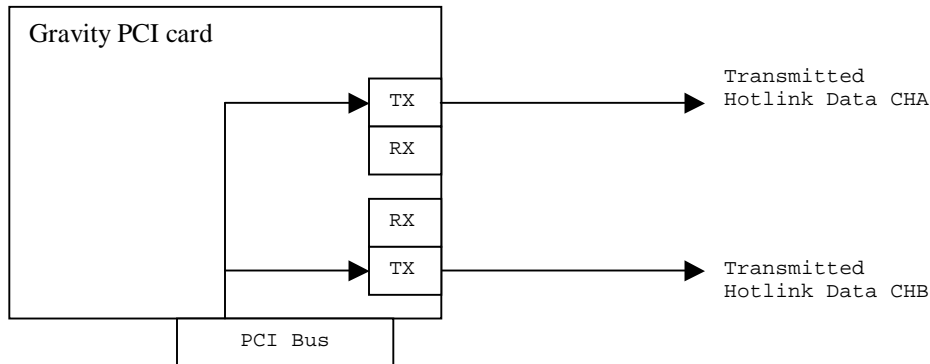 Gravity PCI card
TX
Transmitted
Hotlink Data CHA
RX
RX
TX
Transmitted
Hotlink Data CHB
PCI Bus